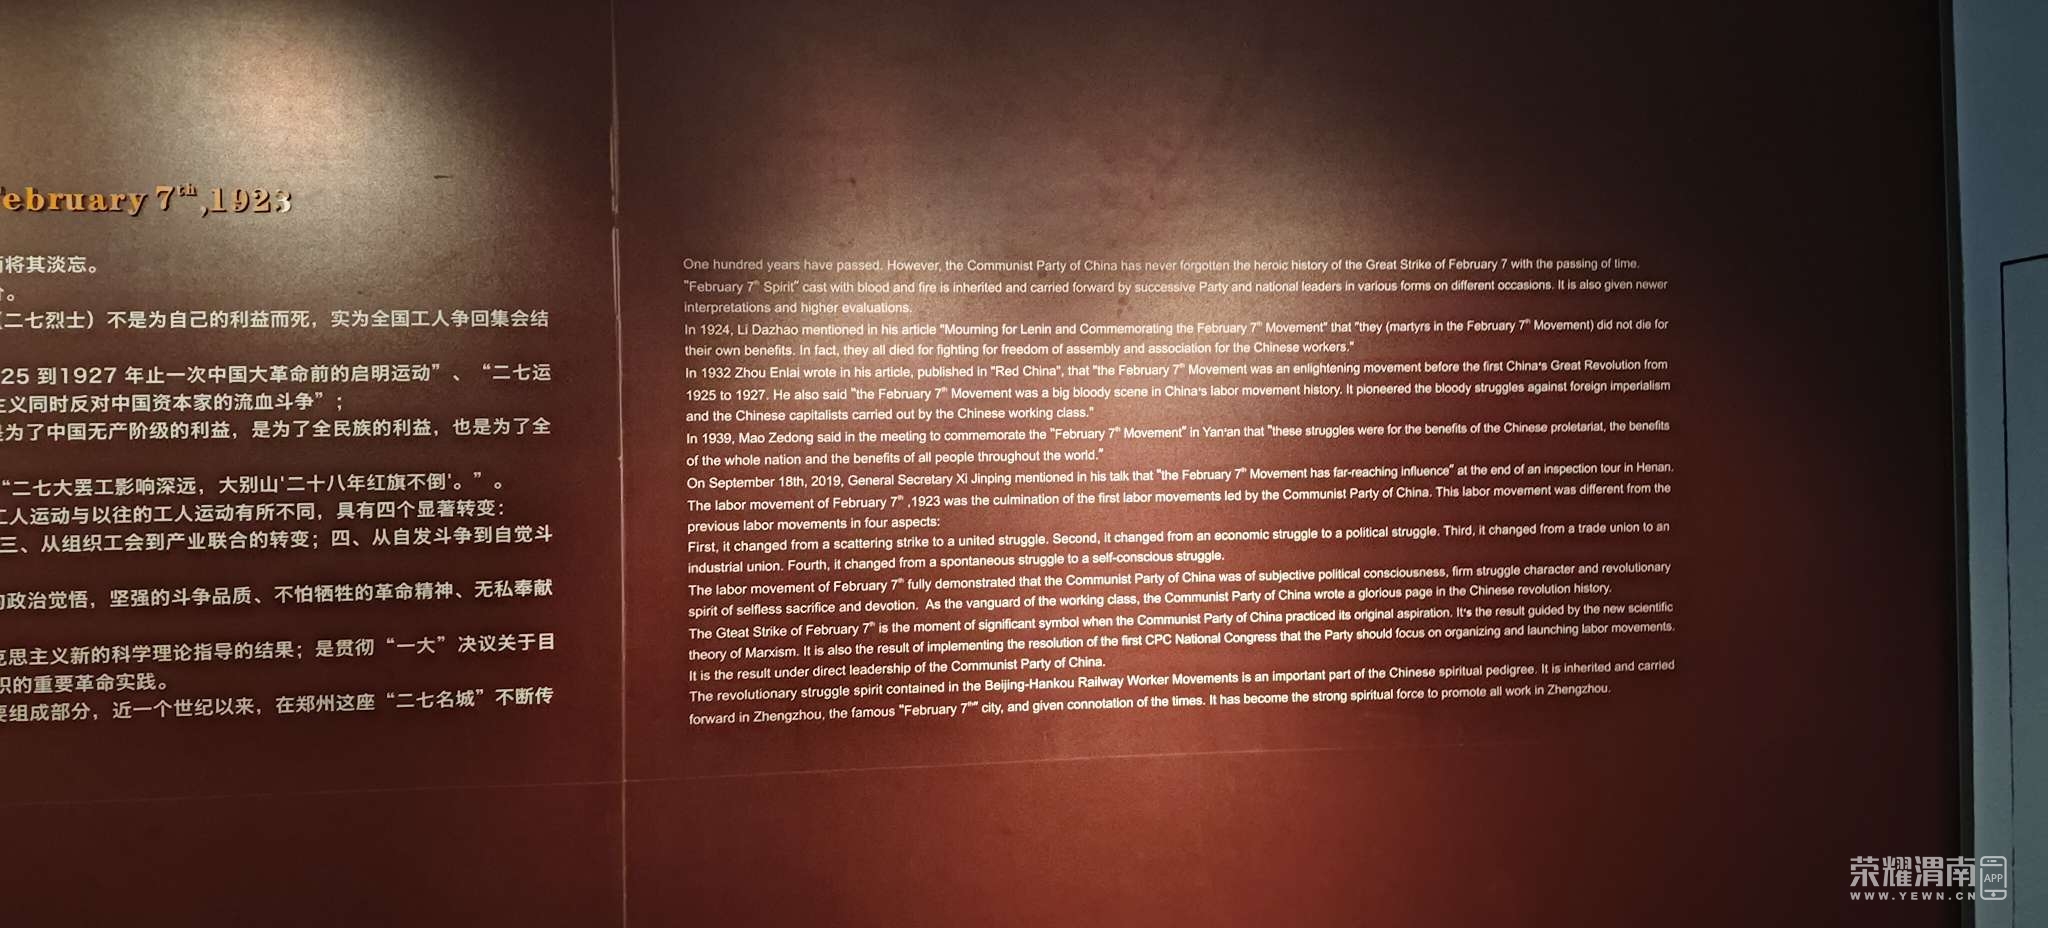 February 7th,1923
将其淡忘。
（二七烈士）不是为自己的利益而死，实为全国工人争回集会结
25 到1927 年止一次中国大革命前的启明运动”、“二七运
主义同时反对中国资本家的流血斗争”；
是为了中国无产阶级的利益，是为了全民族的利益，也是为了全
“二七大罢工影响深远，大别山'二十八年红旗不倒'。”。
工人运动与以往的工人运动有所不同，具有四个显著转变：
三、从组织工会到产业联合的转变；四、从自发斗争到自觉斗
的政治觉悟，坚强的斗争品质、不怕牺牲的革命精神、无私奉献
克思主义新的科学理论指导的结果；是贯彻“一大”决议关于目
织的重要革命实践。
要组成部分，近一个世纪以来，在郑州这座“二七名城”不断传
One hundred years have passed. However, the Communist Party of China has never forgotten the heroic history of the Great Strike of February 7 with the passing of time.
"February 7th Spirit" cast with blood and fire is inherited and carried forward by successive Party and national leaders in various forms on different occasions. It is also given newer
interpretations and higher evaluations.
In 1924, Li Dazhao mentioned in his article "Mourning for Lenin and Commemorating the February 7th Movement" that "they (martyrs in the February 7th Movement) did not die for
their own benefits. In fact, they all died for fighting for freedom of assembly and association for the Chinese workers."
In 1932 Zhou Enlai wrote in his article, published in "Red China", that "the February 7th Movement was an enlightening movement before the first China's Great Revolution from
1925 to 1927. He also said "the February 7th Movement was a big bloody scene in China's labor movement history. It pioneered the bloody struggles against foreign imperialism
and the Chinese capitalists carried out by the Chinese working class."
In 1939, Mao Zedong said in the meeting to commemorate the "February 7th Movement" in Yan'an that "these struggles were for the benefits of the Chinese proletariat, the benefits
of the whole nation and the benefits of all people throughout the world."
On September 18th, 2019, General Secretary Xi Jinping mentioned in his talk that "the February 7th Movement has far-reaching influence" at the end of an inspection tour in Henan.
The labor movement of February 7th ,1923 was the culmination of the first labor movements led by the Communist Party of China. This labor movement was different from the
previous labor movements in four aspects:
First, it changed from a scattering strike to a united struggle. Second, it changed from an economic struggle to a political struggle. Third, it changed from a trade union to an
industrial union. Fourth, it changed from a spontaneous struggle to a self-conscious struggle.
The labor movement of February 7th fully demonstrated that the Communist Party of China was of subjective political consciousness, firm struggle character and revolutionary
spirit of selfless sacrifice and devotion. As the vanguard of the working class, the Communist Party of China wrote a glorious page in the Chinese revolution history.
The Gteat Strike of February 7th is the moment of significant symbol when the Communist Party of China practiced its original aspiration. It's the result guided by the new scientific
theory of Marxism. It is also the result of implementing the resolution of the first CPC National Congress that the Party should focus on organizing and launching labor movements.
It is the result under direct leadership of the Communist Party of China.
The revolutionary struggle spirit contained in the Beijing-Hankou Railway Worker Movements is an important part of the Chinese spiritual pedigree. It is inherited and carried
forward in Zhengzhou, the famous "February 7th" city, and given connotation of the times. It has become the strong spiritual force to promote all work in Zhengzhou.
荣耀渭南 APP
WWW.YEWN.CN